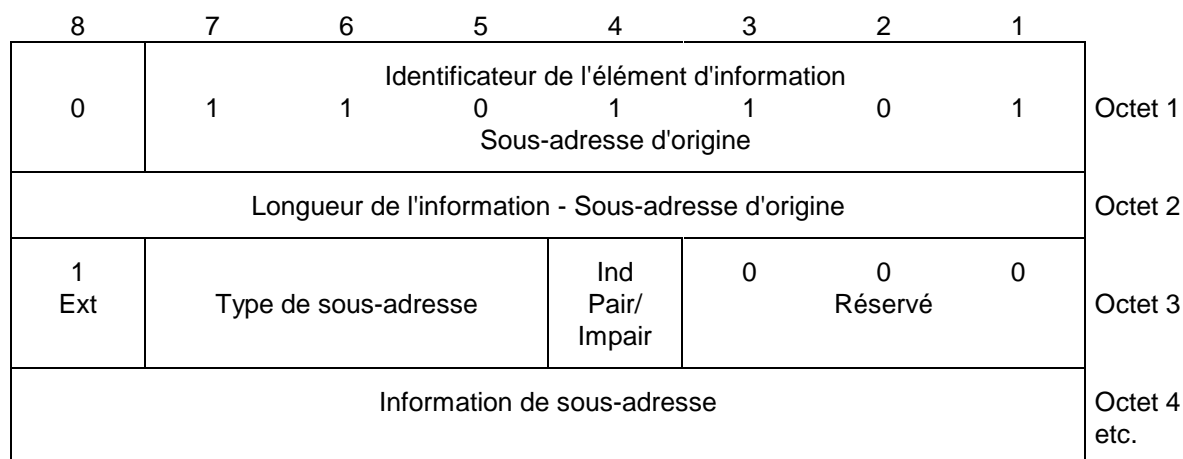 8 7 6 5 4 3 2 1
Identificateur de l'élément d'information
0 1 1 0 1 1 0 1 Octet 1
Sous-adresse d'origine
Longueur de l'information - Sous-adresse d'origine Octet 2
1 Ind 0 0 0
Ext Type de sous-adresse Pair/ Réservé Octet 3
Impair
Information de sous-adresse Octet 4
etc.